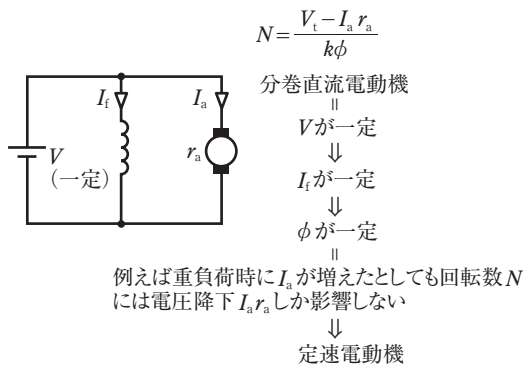 N = (V_t − I_a r_a) / kφ
分巻直流電動機
=
Vが一定
⇓
I_fが一定
⇓
φが一定
=
例えば重負荷時にI_aが増えたとしても回転数N
には電圧降下I_a r_aしか影響しない
⇓
定速電動機
I_f
I_a
V
(一定)
r_a